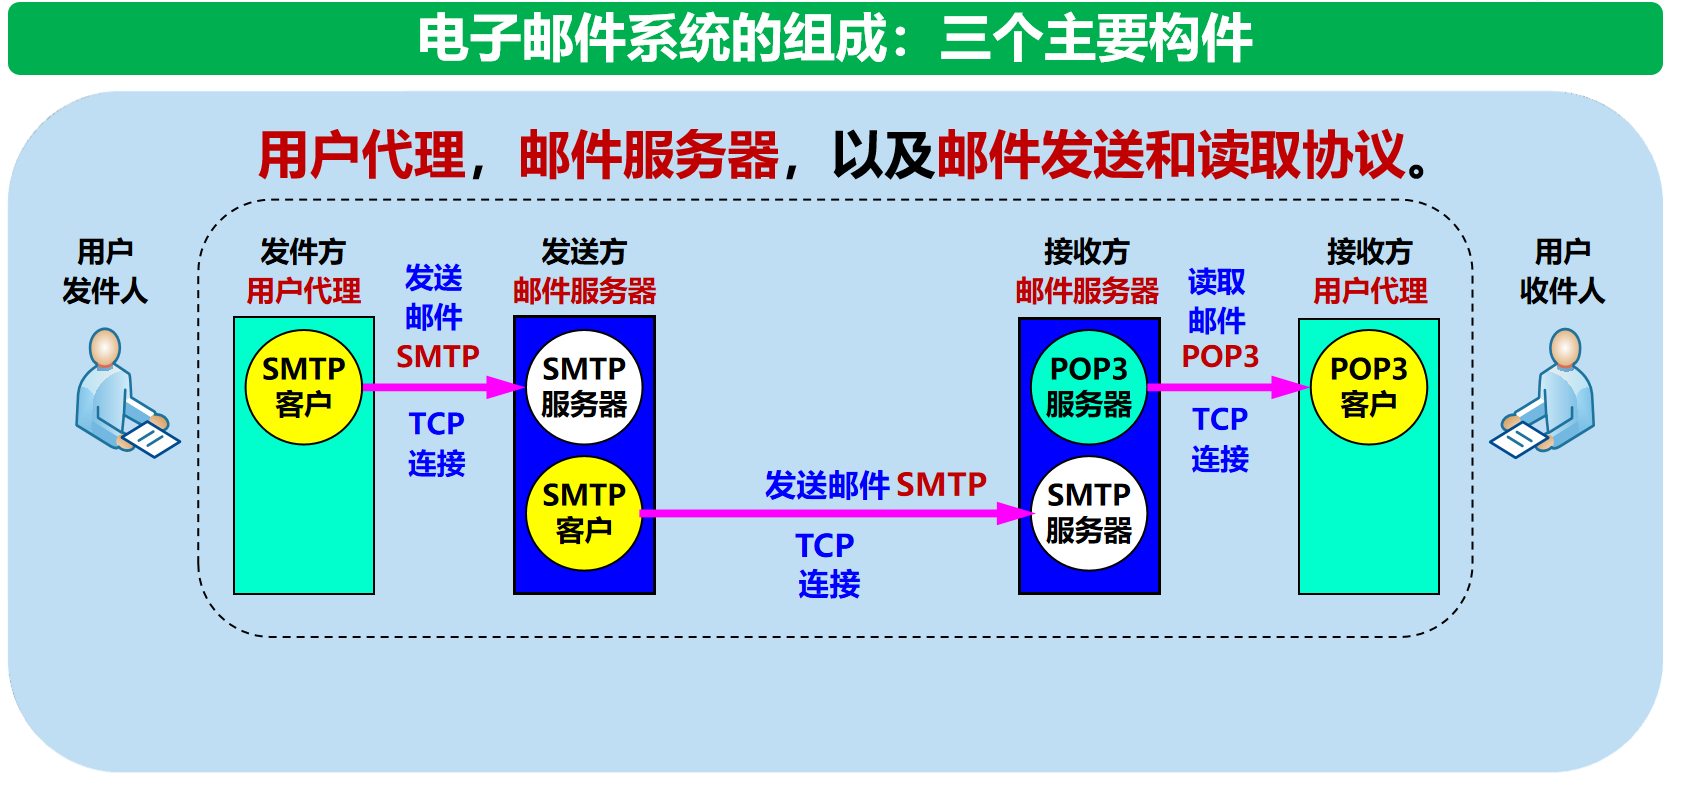 电子邮件系统的组成：三个主要构件
用户代理，邮件服务器，以及邮件发送和读取协议。
用户
发件人
发件方
用户代理
SMTP
客户
发送
邮件
SMTP
TCP
连接
发送方
邮件服务器
SMTP
服务器
SMTP
客户
发送邮件 SMTP
TCP
连接
接收方
邮件服务器
POP3
服务器
SMTP
服务器
读取
邮件
POP3
TCP
连接
接收方
用户代理
POP3
客户
用户
收件人